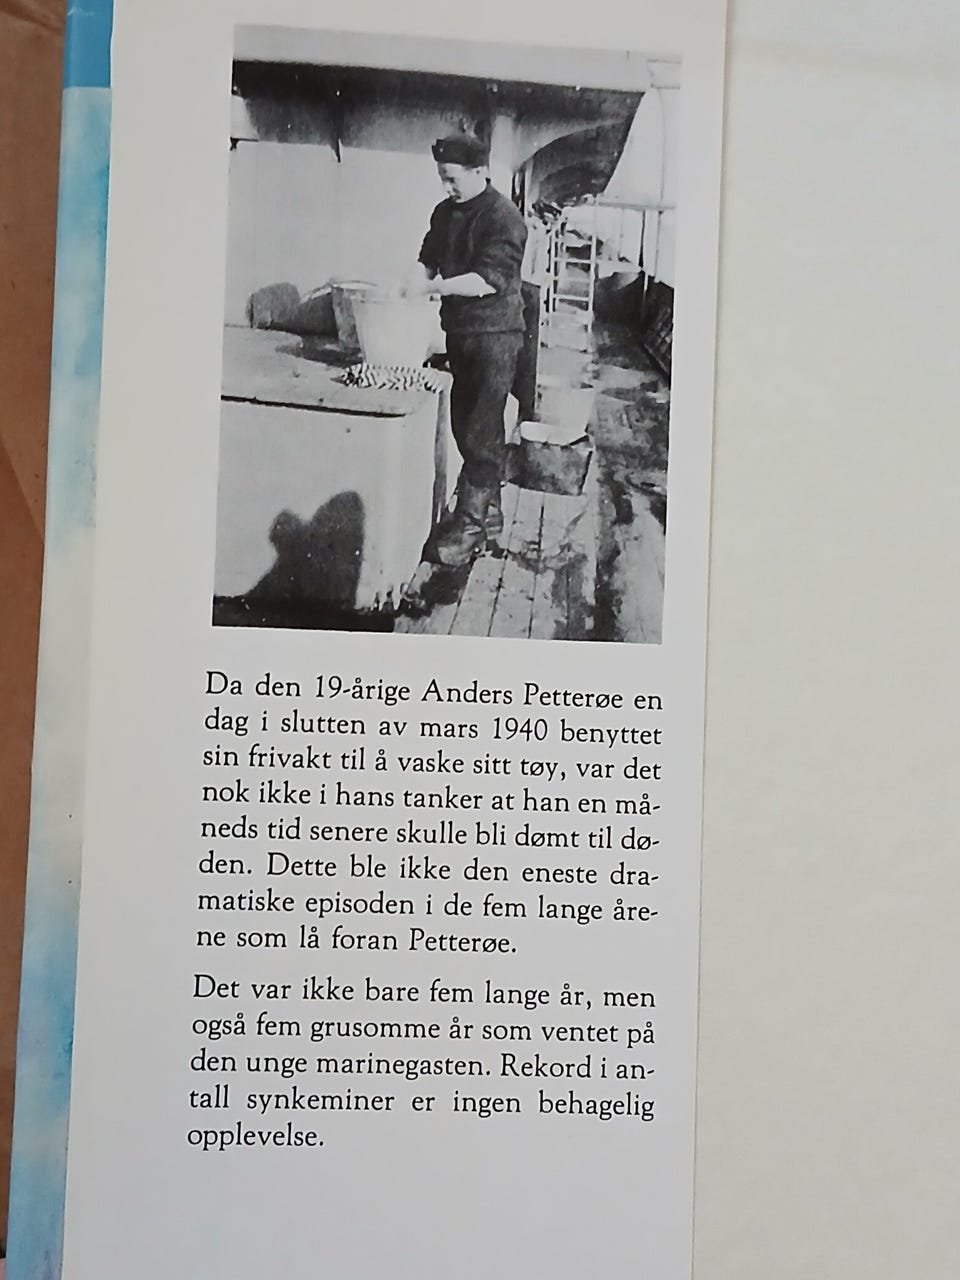 Da den 19-årige Anders Petterøe en
dag i slutten av mars 1940 benyttet
sin frivakt til å vaske sitt tøy, var det
nok ikke i hans tanker at han en må-
neds tid senere skulle bli dømt til dø-
den. Dette ble ikke den eneste dra-
matiske episoden i de fem lange åre-
ne som lå foran Petterøe.
Det var ikke bare fem lange år, men
også fem grusomme år som ventet på
den unge marinegasten. Rekord i an-
tall synkeminer er ingen behagelig
opplevelse.